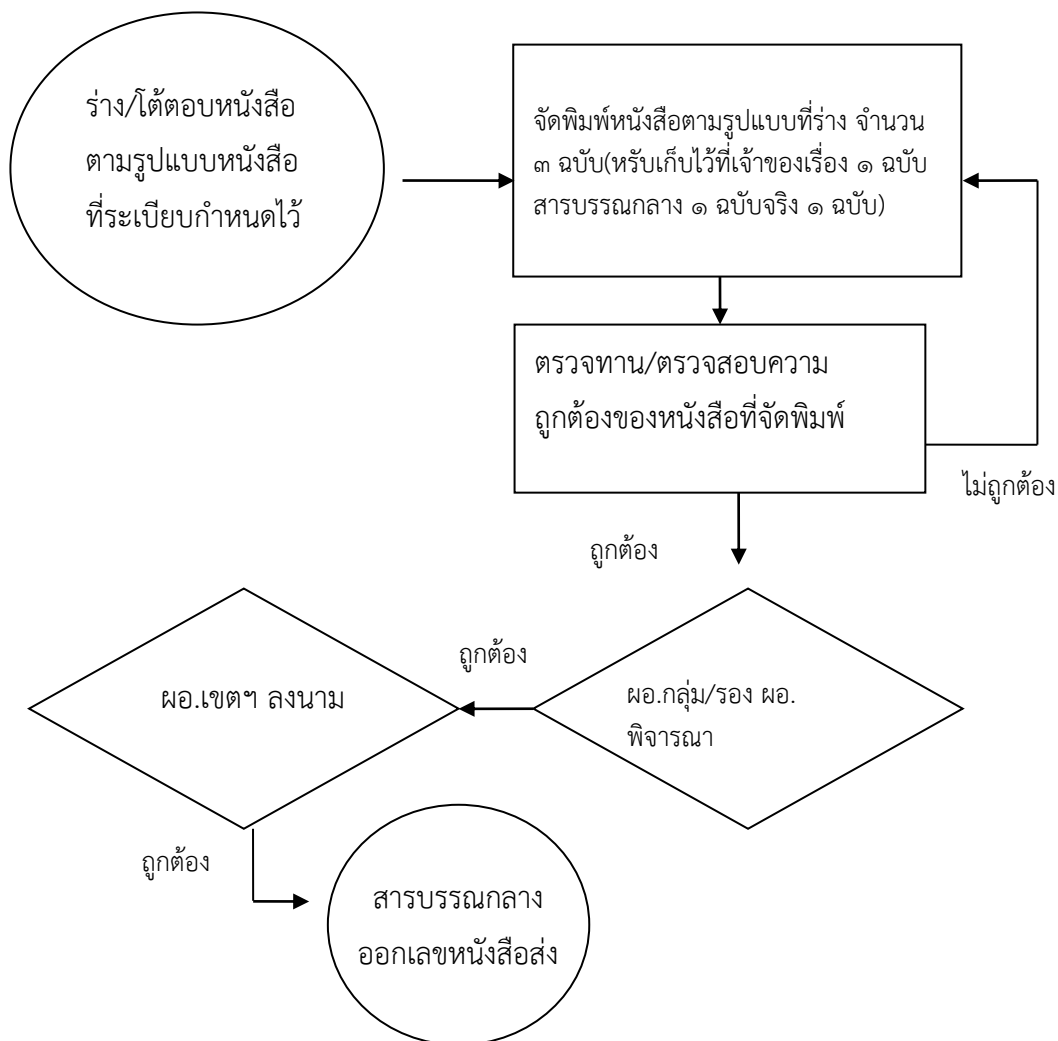 ร่าง/โต้ตอบหนังสือ
ตามรูปแบบหนังสือ
ที่ระเบียบกำหนดไว้
จัดพิมพ์หนังสือตามรูปแบบที่ร่าง จำนวน
๓ ฉบับ(หรับเก็บไว้ที่เจ้าของเรื่อง ๑ ฉบับ
สารบรรณกลาง ๑ ฉบับจริง ๑ ฉบับ)
ตรวจทาน/ตรวจสอบความ
ถูกต้องของหนังสือที่จัดพิมพ์
ไม่ถูกต้อง
ถูกต้อง
ผอ.กลุ่ม/รอง ผอ.
พิจารณา
ถูกต้อง
ผอ.เขตฯ ลงนาม
ถูกต้อง
สารบรรณกลาง
ออกเลขหนังสือส่ง